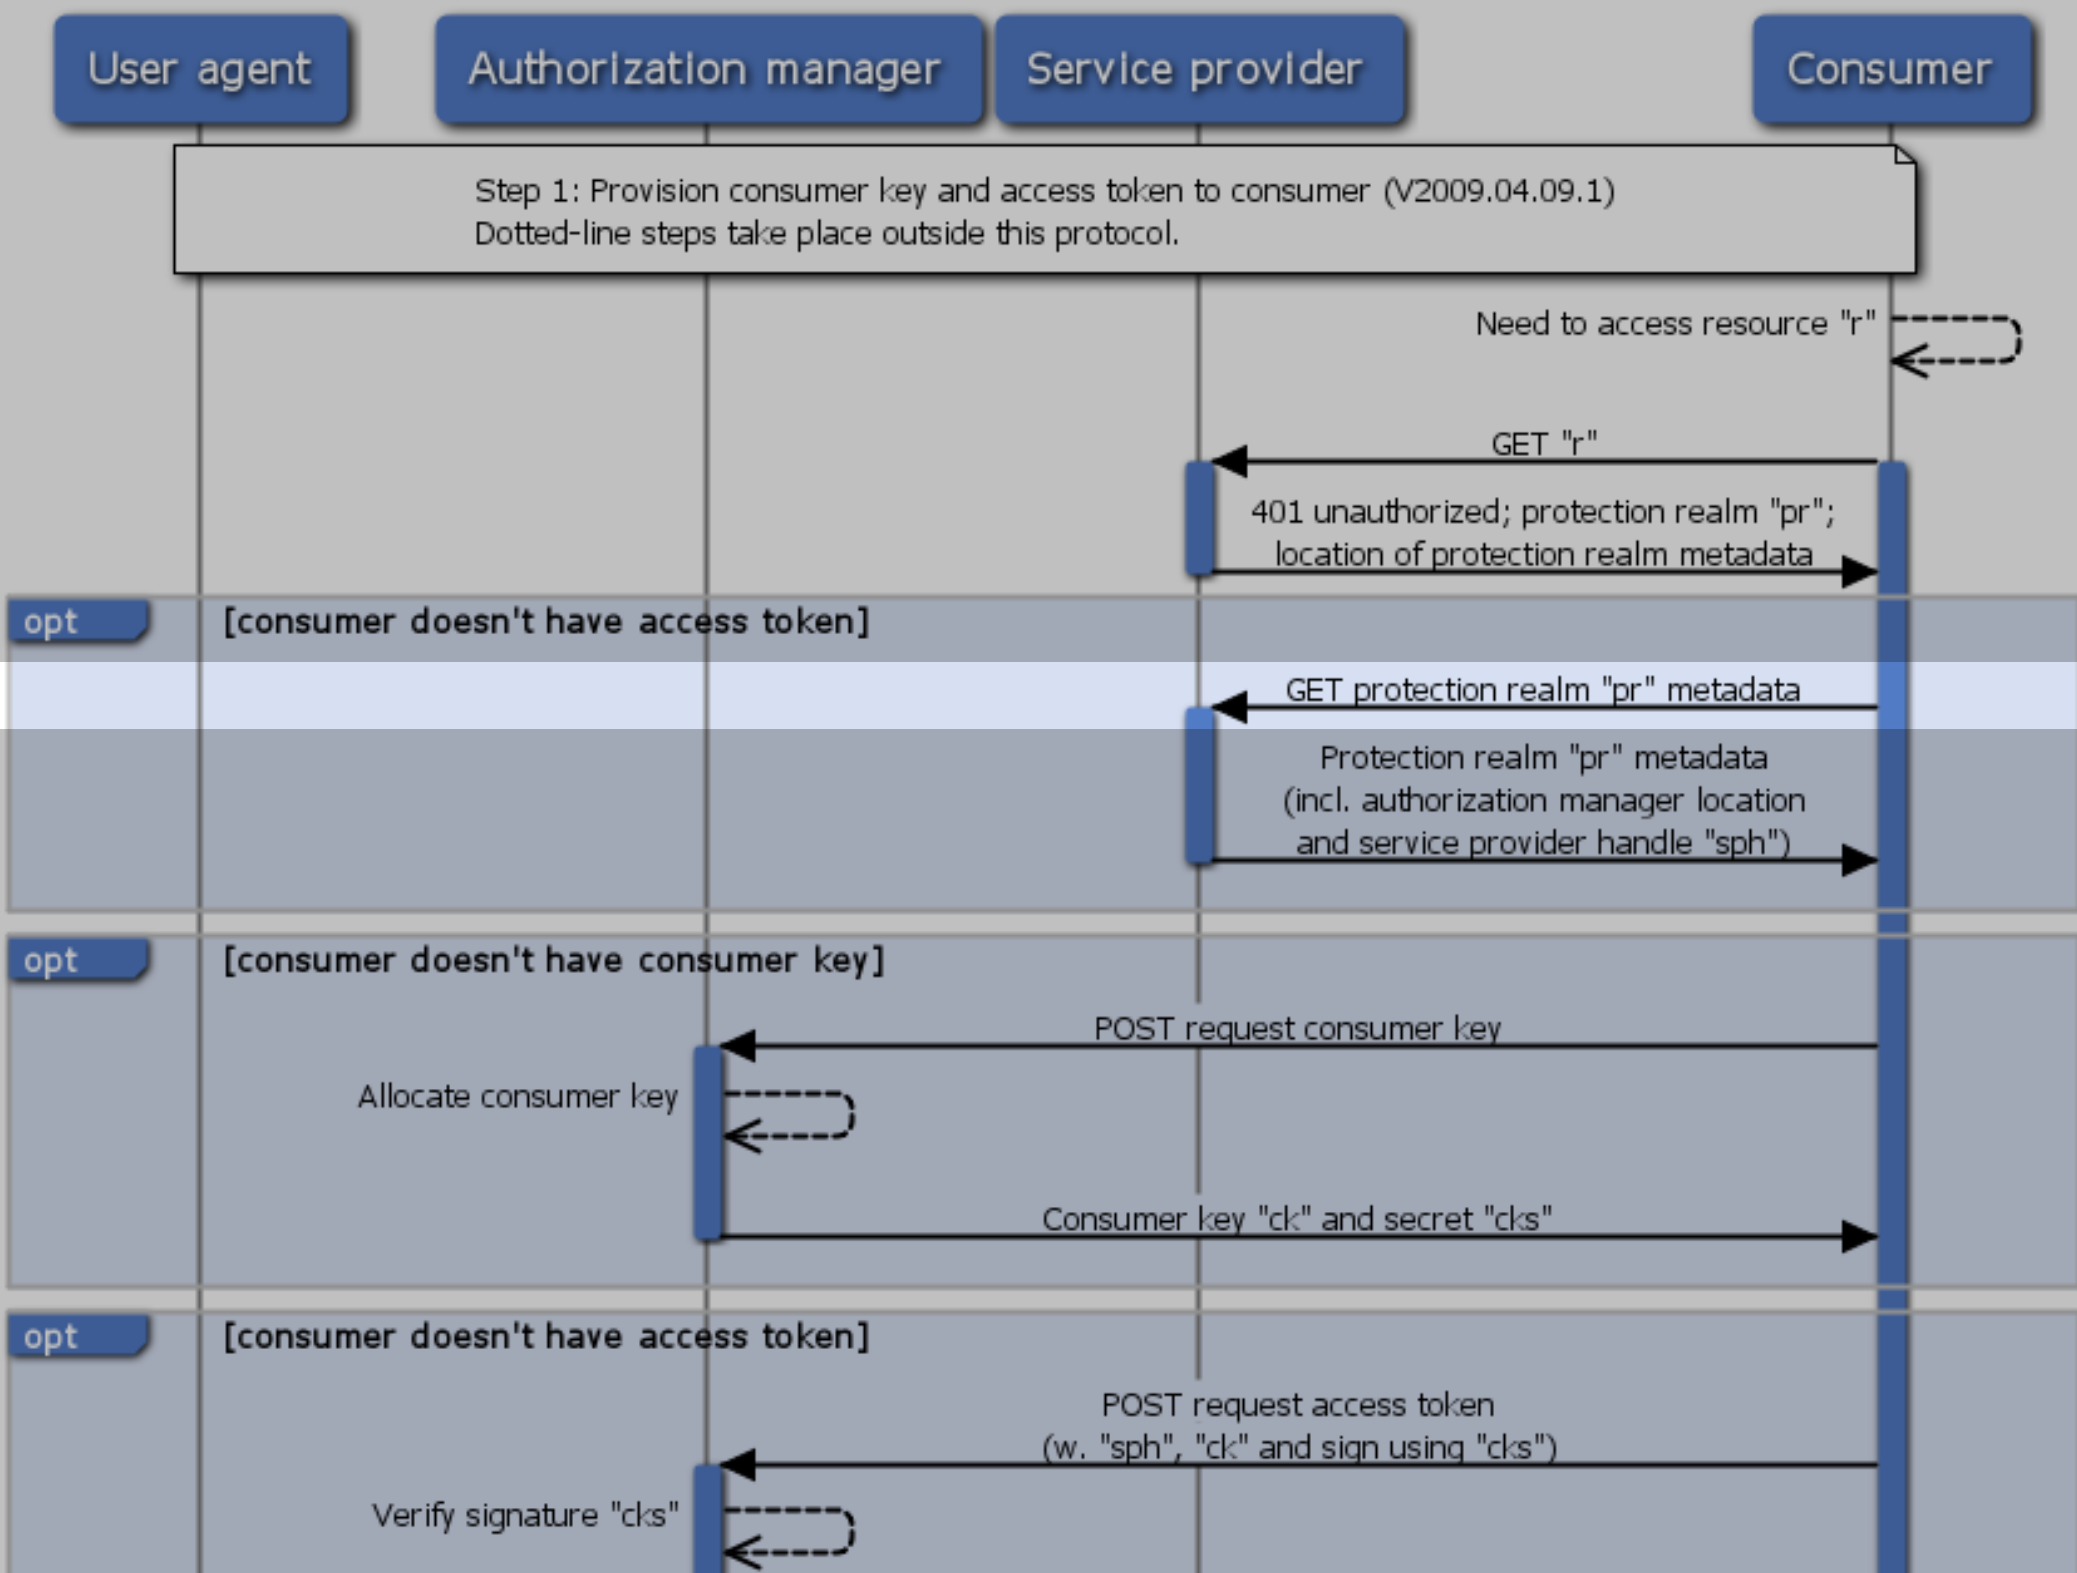 User agent
Authorization manager
Service provider
Consumer
Step 1: Provision consumer key and access token to consumer (V2009.04.09.1)
Dotted-line steps take place outside this protocol.
Need to access resource "r"
GET "r"
401 unauthorized; protection realm "pr";
location of protection realm metadata
opt
[consumer doesn't have access token]
GET protection realm "pr" metadata
Protection realm "pr" metadata
(incl. authorization manager location
and service provider handle "sph")
opt
[consumer doesn't have consumer key]
POST request consumer key
Allocate consumer key
Consumer key "ck" and secret "cks"
opt
[consumer doesn't have access token]
POST request access token
(w. "sph", "ck" and sign using "cks")
Verify signature "cks"